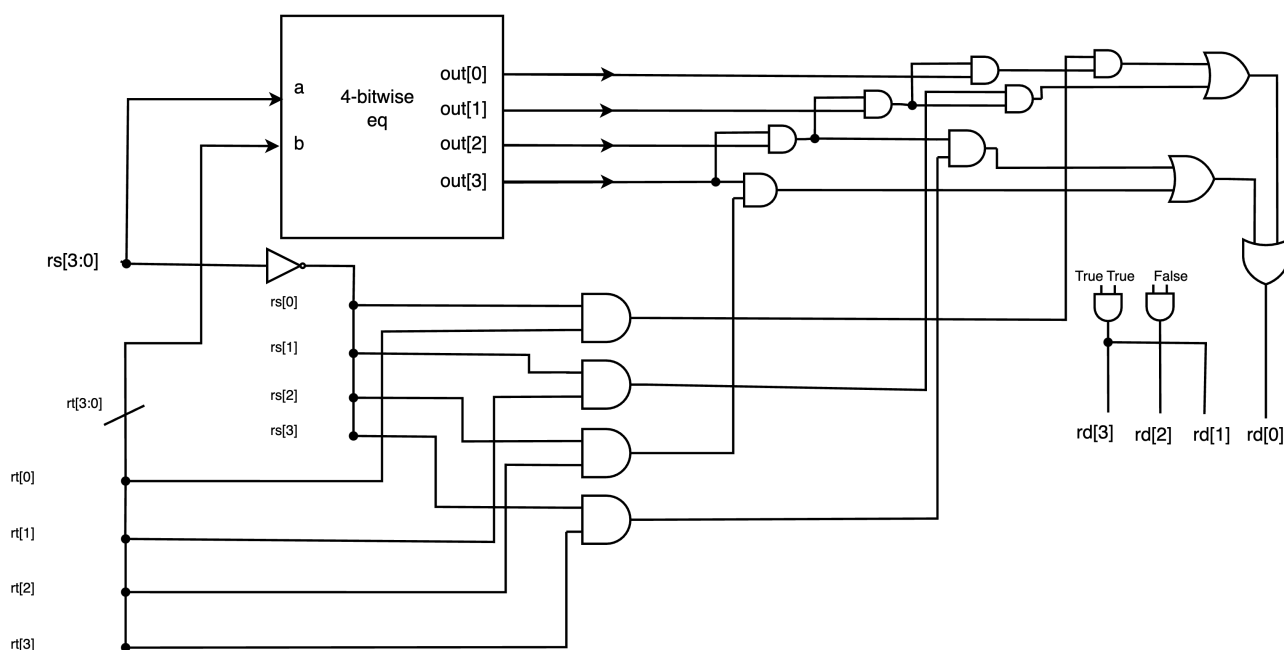 a
b
4-bitwise
eq
out[0]
out[1]
out[2]
out[3]
rs[3:0]
rs[0]
rs[1]
rs[2]
rs[3]
rt[3:0]
rt[0]
rt[1]
rt[2]
rt[3]
True True
False
rd[3]
rd[2]
rd[1]
rd[0]